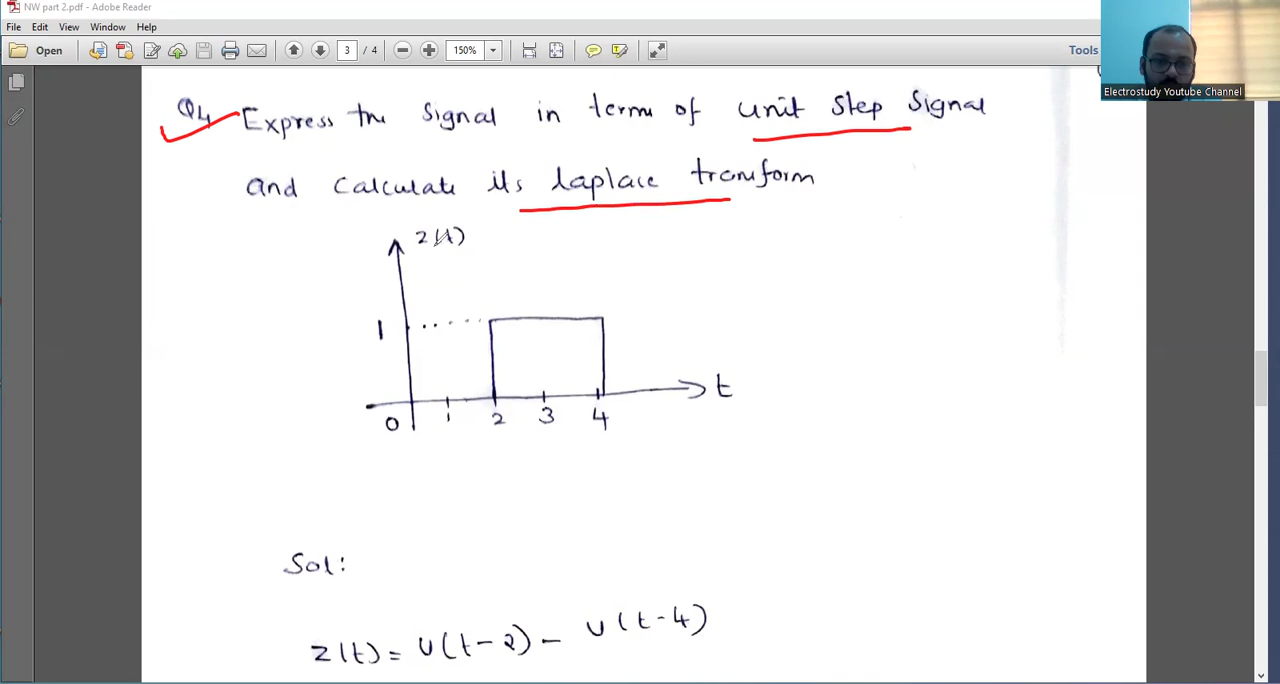 NW part 2.pdf - Adobe Reader
File Edit View Window Help
Open 3 / 4 150% Tools
Electrostudy Youtube Channel
Q4 Express the Signal in terms of unit step Signal
and calculate its laplace transform
z(t)
1
0 1 2 3 4 t
Sol:
z(t) = u(t-2) - u(t-4)